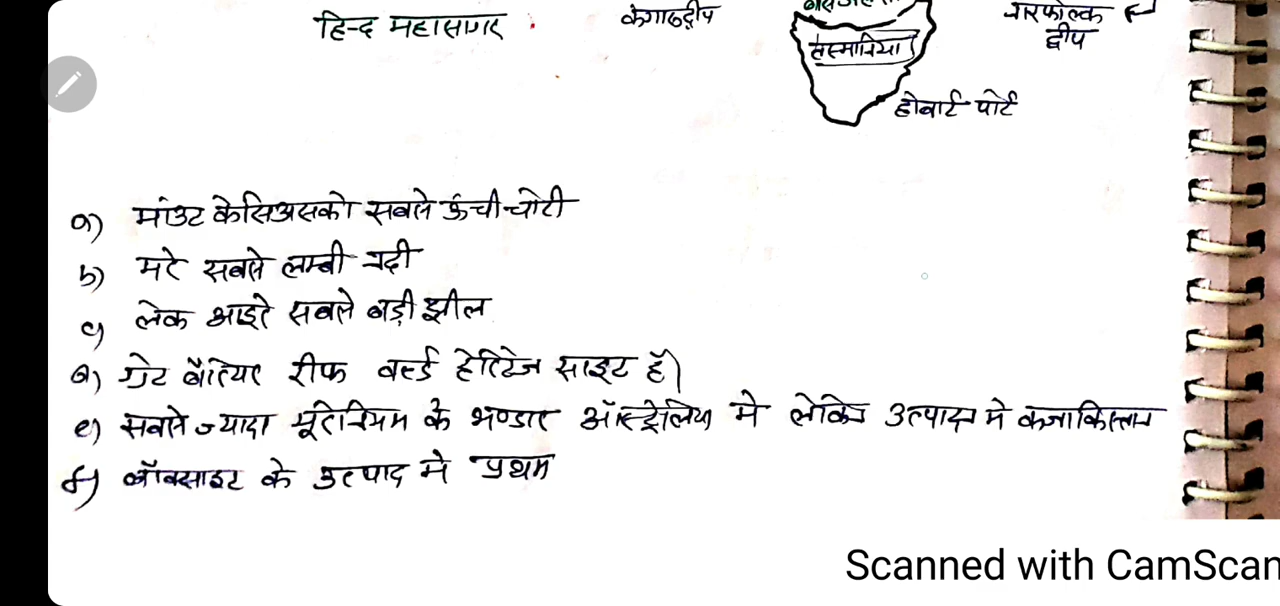 हिन्द महासागर
कंगारूद्वीप
नारफोल्क
द्वीप
तस्मानिया
होबार्ट पोर्ट
a) मांउट केसिअसको सबसे ऊंची चोटी
b) मरे सबसे लम्बी नदी
c) लेक आइरे सबसे बड़ी झील
d) ग्रेट बैरियर रीफ वर्ल्ड हेरिटेज साइट हैं।
e) सबसे ज्यादा यूरेनियम के भण्डार ऑस्ट्रेलिया मे लेकिन उत्पादन मे कजाकिस्तान
f) बॉक्साइट के उत्पाद मे प्रथम
Scanned with CamScan